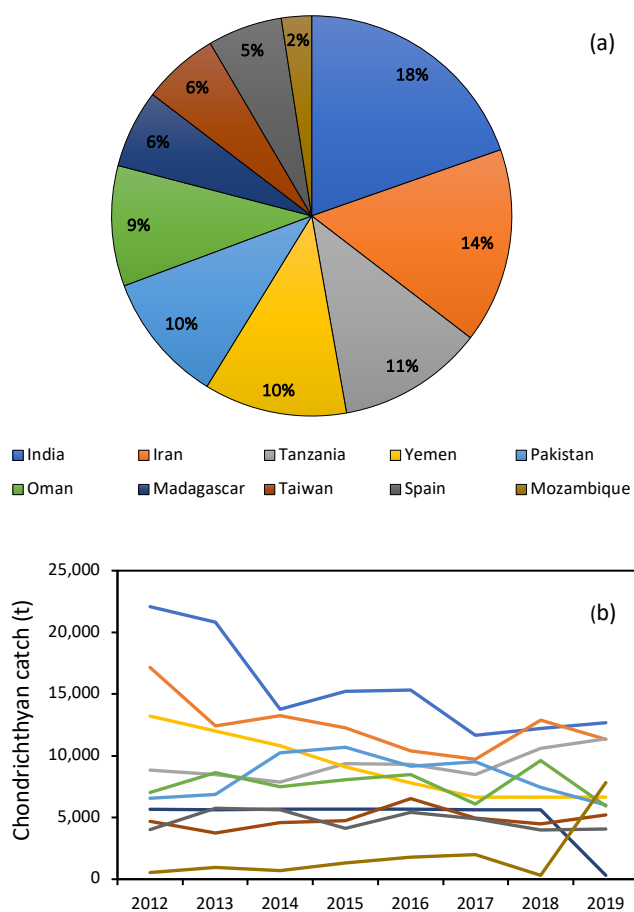 (a)
2%
5%
18%
6%
6%
14%
9%
10%
11%
10%
India Iran Tanzania Yemen Pakistan
Oman Madagascar Taiwan Spain Mozambique
Chondrichthyan catch (t)
25,000
(b)
20,000
15,000
10,000
5,000
0
2012 2013 2014 2015 2016 2017 2018 2019